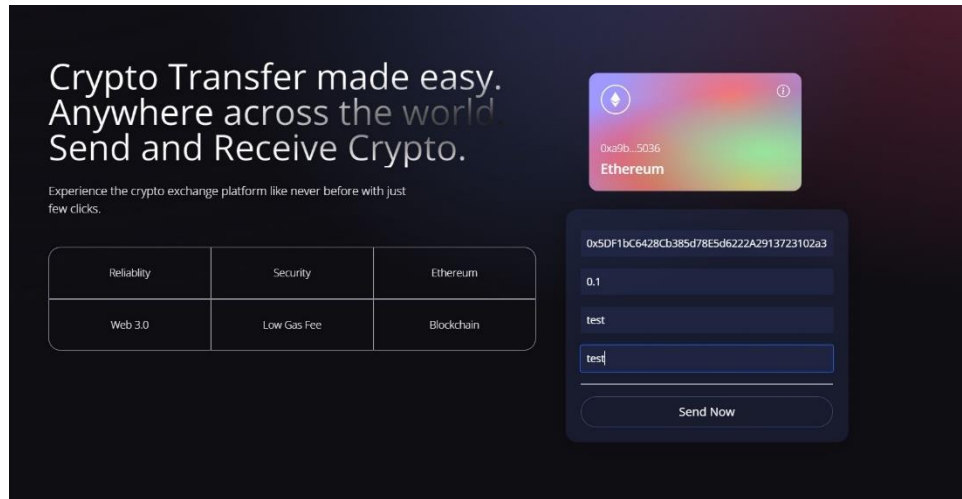 Crypto Transfer made easy.
Anywhere across the world.
Send and Receive Crypto.
Experience the crypto exchange platform like never before with just
few clicks.
Reliablity
Security
Ethereum
Web 3.0
Low Gas Fee
Blockchain
0xa9b...5036
Ethereum
0x5DF1bC6428Cb385d78E5d6222A2913723102a3
0.1
test
test
Send Now